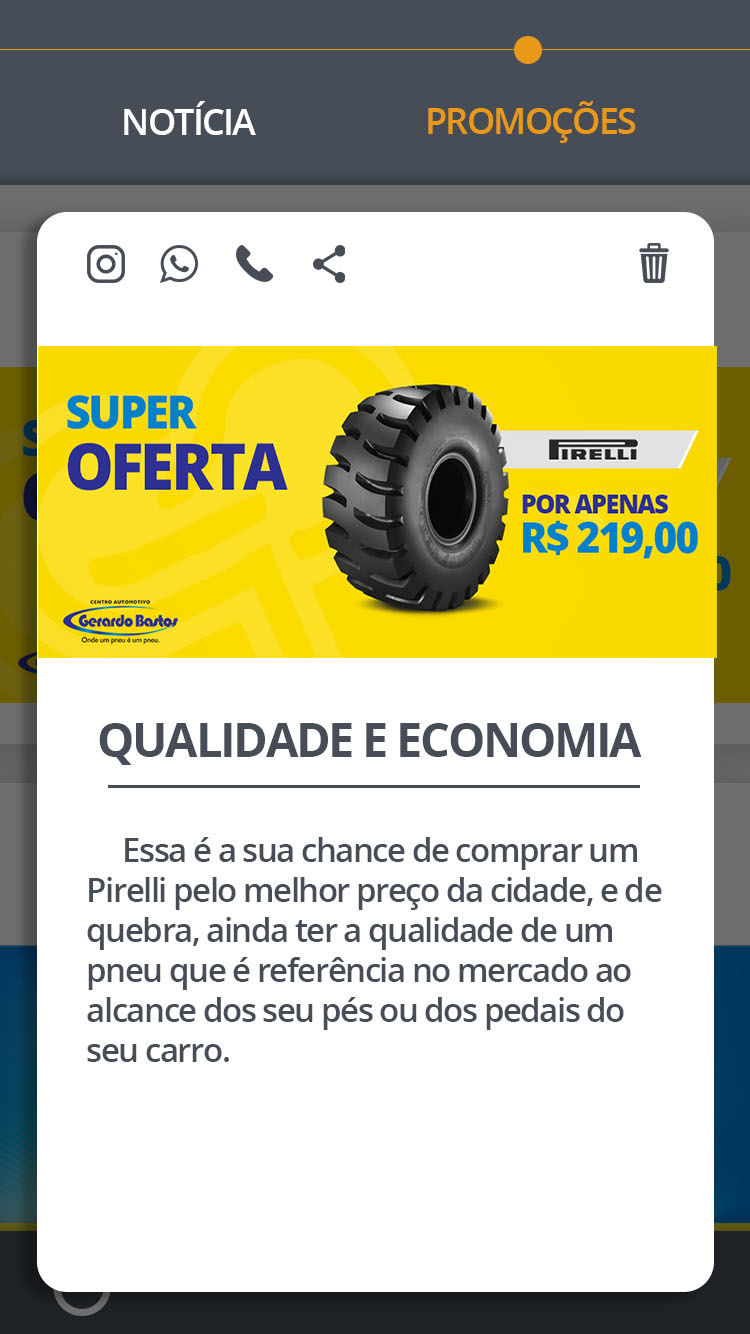 NOTÍCIA
PROMOÇÕES
SUPER
OFERTA
PIRELLI
POR APENAS
R$ 219,00
CENTRO AUTOMOTIVO
Gerardo Bastos
Onde um pneu é um pneu.
QUALIDADE E ECONOMIA
Essa é a sua chance de comprar um
Pirelli pelo melhor preço da cidade, e de
quebra, ainda ter a qualidade de um
pneu que é referência no mercado ao
alcance dos seu pés ou dos pedais do
seu carro.